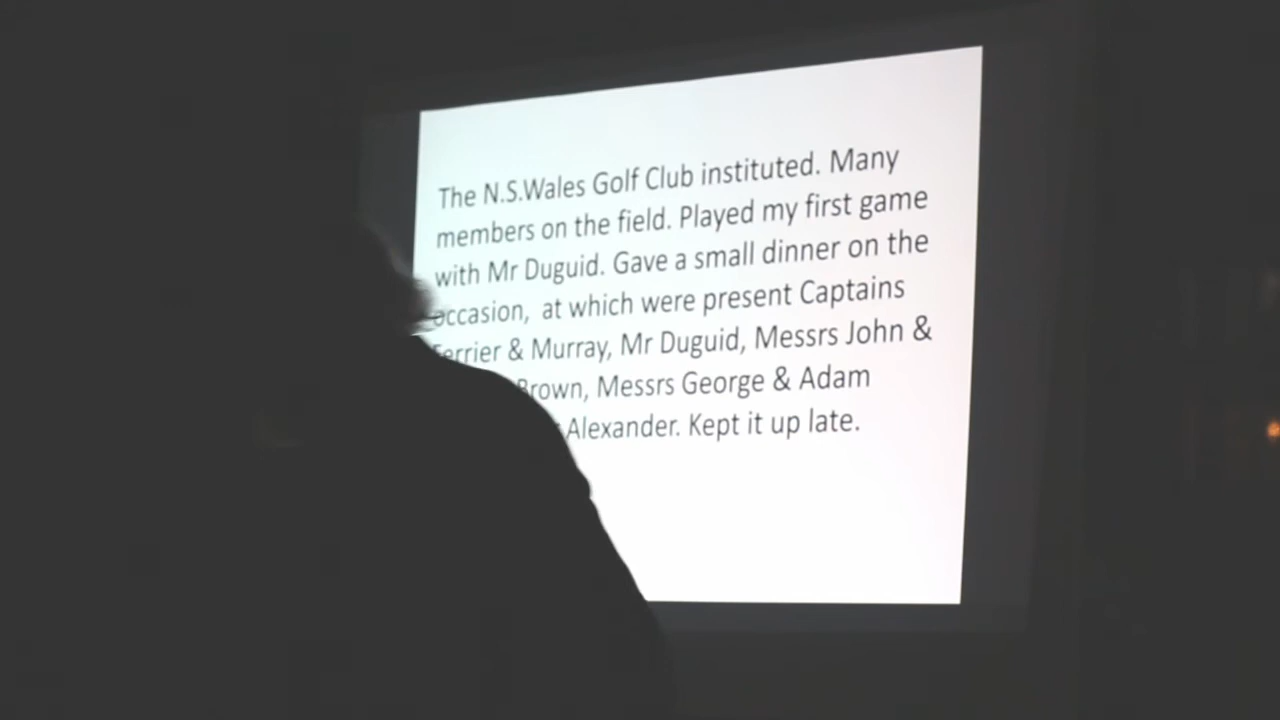 The N.S.Wales Golf Club instituted. Many
members on the field. Played my first game
with Mr Duguid. Gave a small dinner on the
occasion, at which were present Captains
Ferrier & Murray, Mr Duguid, Messrs John &
Brown, Messrs George & Adam
Alexander. Kept it up late.